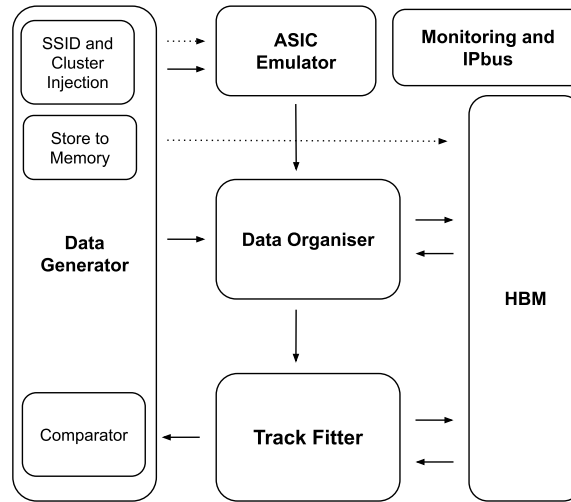 SSID and
Cluster
Injection
ASIC
Emulator
Monitoring and
IPbus
Store to
Memory
Data
Generator
Data Organiser
HBM
Comparator
Track Fitter